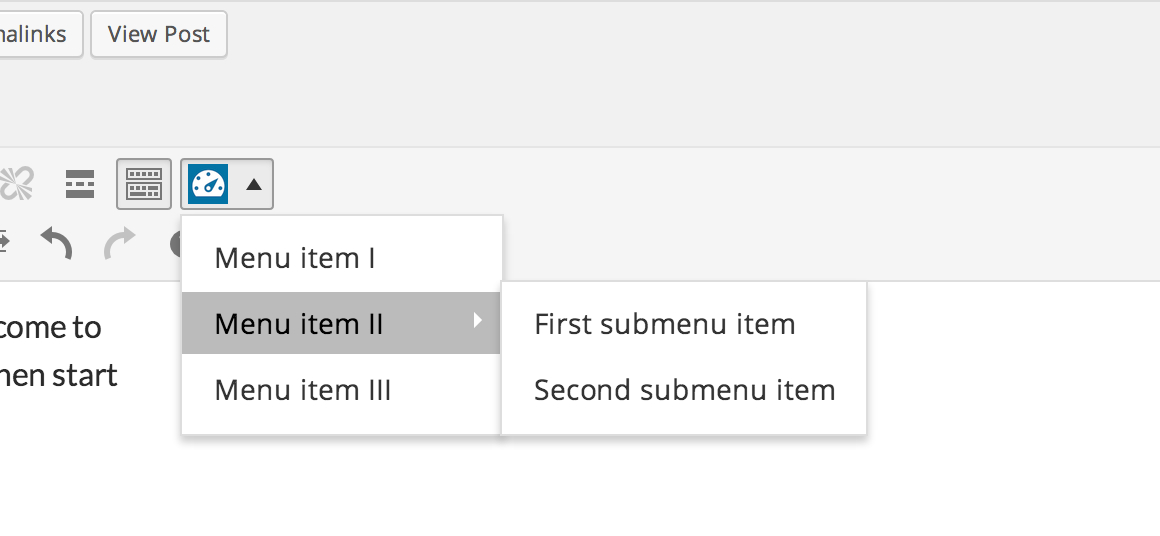 View Post
Menu item I
Menu item II
First submenu item
Menu item III
Second submenu item
come to
hen start